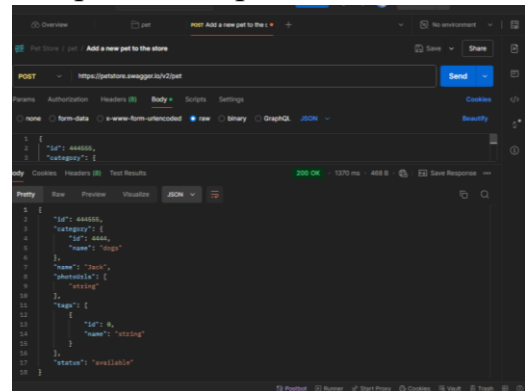 Overview
pet
POST Add a new pet to the s
No environment
Pet Store / pet / Add a new pet to the store
Save
Share
POST
https://petstore.swagger.io/v2/pet
Send
Params Authorization Headers (8) Body Scripts Settings
Cookies
none form-data x-www-form-urlencoded raw binary GraphQL JSON
Beautify
1 {
2 "id": 444555,
3 "category": {
ody Cookies Headers (8) Test Results
200 OK 1370 ms 468 B
Save Response
Pretty Raw Preview Visualize JSON
1 {
2 "id": 444555,
3 "category": {
4 "id": 4444,
5 "name": "dogs"
6 },
7 "name": "Jack",
8 "photoUrls": [
9 "string"
10 ],
11 "tags": [
12 {
13 "id": 0,
14 "name": "string"
15 }
16 ],
17 "status": "available"
18 }
Postbot Runner Start Proxy Cookies Vault Trash